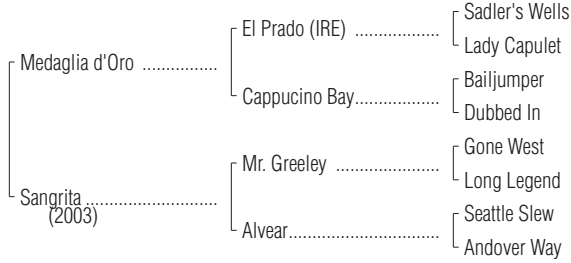 Sadler's Wells
El Prado (IRE) ...................
Lady Capulet
Medaglia d'Oro ................
Bailjumper
Cappucino Bay...................
Dubbed In
Gone West
Mr. Greeley .......................
Long Legend
Sangrita .............................
(2003)
Seattle Slew
Alvear..................................
Andover Way